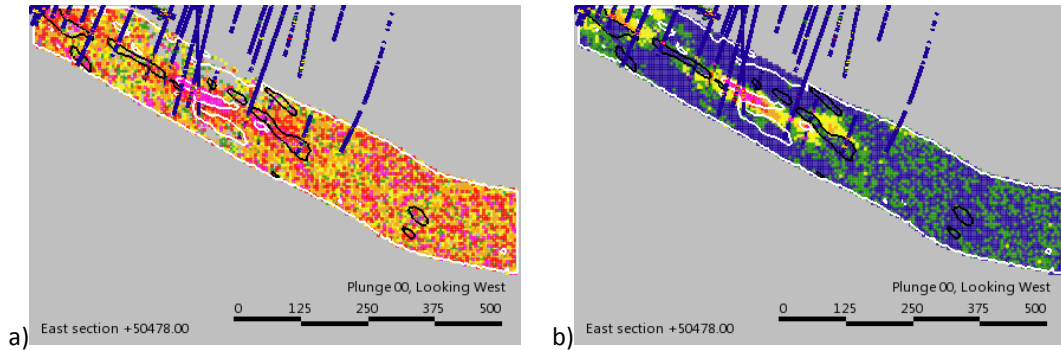 Plunge 00, Looking West
0 125 250 375 500
East section +50478.00
a)
Plunge 00, Looking West
0 125 250 375 500
East section +50478.00
b)